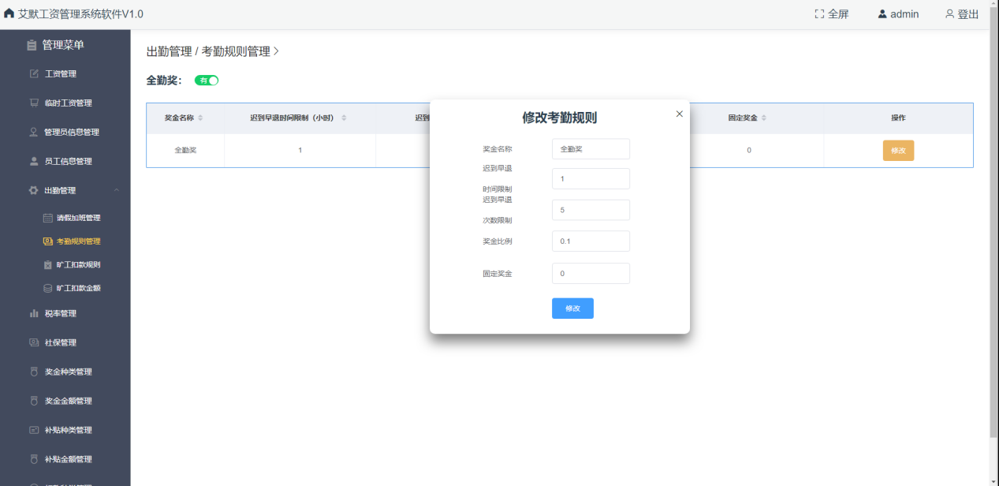 艾默工资管理系统软件V1.0
全屏
admin
登出
管理菜单
工资管理
临时工资管理
管理员信息管理
员工信息管理
出勤管理
请假加班管理
考勤规则管理
旷工扣款规则
旷工扣款金额
税率管理
社保管理
奖金种类管理
奖金金额管理
补贴种类管理
补贴金额管理
出勤管理 / 考勤规则管理 >
全勤奖：
有
奖金名称
迟到早退时间限制（小时）
迟到
固定奖金
操作
全勤奖
1
0
修改
修改考勤规则
奖金名称
全勤奖
迟到早退
时间限制
1
迟到早退
次数限制
5
奖金比例
0.1
固定奖金
0
修改